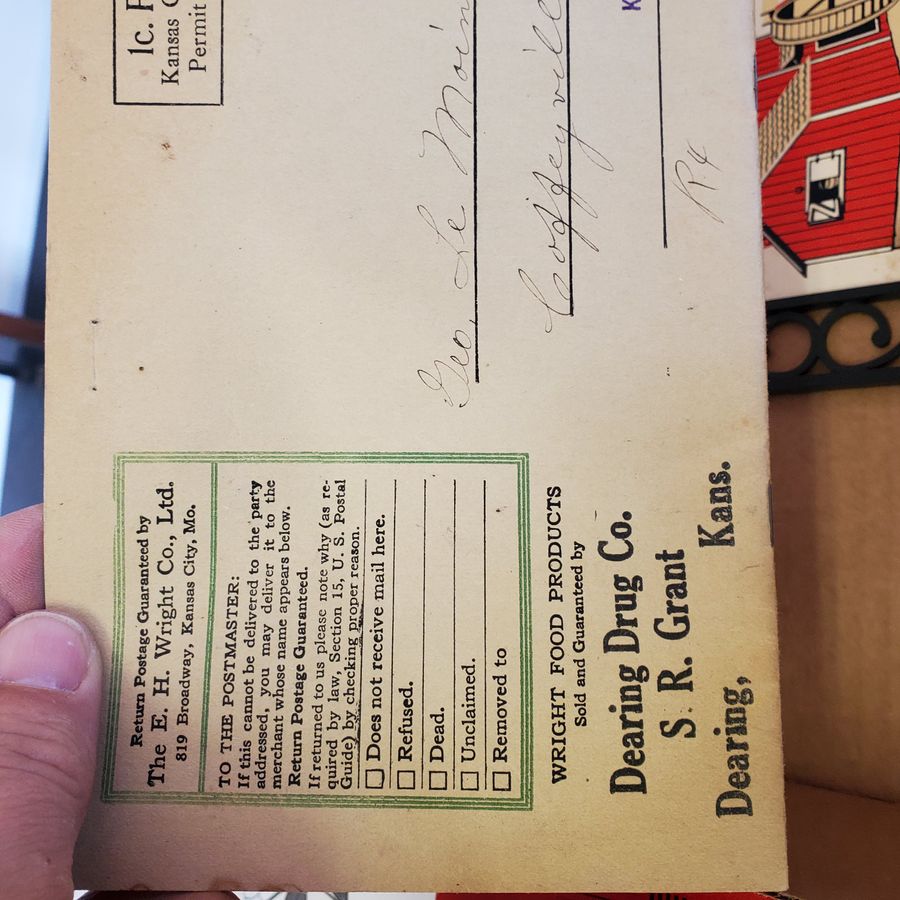 Return Postage Guaranteed by
The E. H. Wright Co., Ltd.
819 Broadway, Kansas City, Mo.
TO THE POSTMASTER:
If this cannot be delivered to the party
addressed, you may deliver it to the
merchant whose name appears below.
Return Postage Guaranteed.
If returned to us please note why (as re-
quired by law, Section 15, U. S. Postal
Guide) by checking proper reason.
Does not receive mail here.
Refused.
Dead.
Unclaimed.
Removed to
WRIGHT FOOD PRODUCTS
Sold and Guaranteed by
Dearing Drug Co.
S. R. Grant
Dearing, Kans.
1c.
Kansas
Permit
Geo. Le Moin
Coffeyville
K
R4